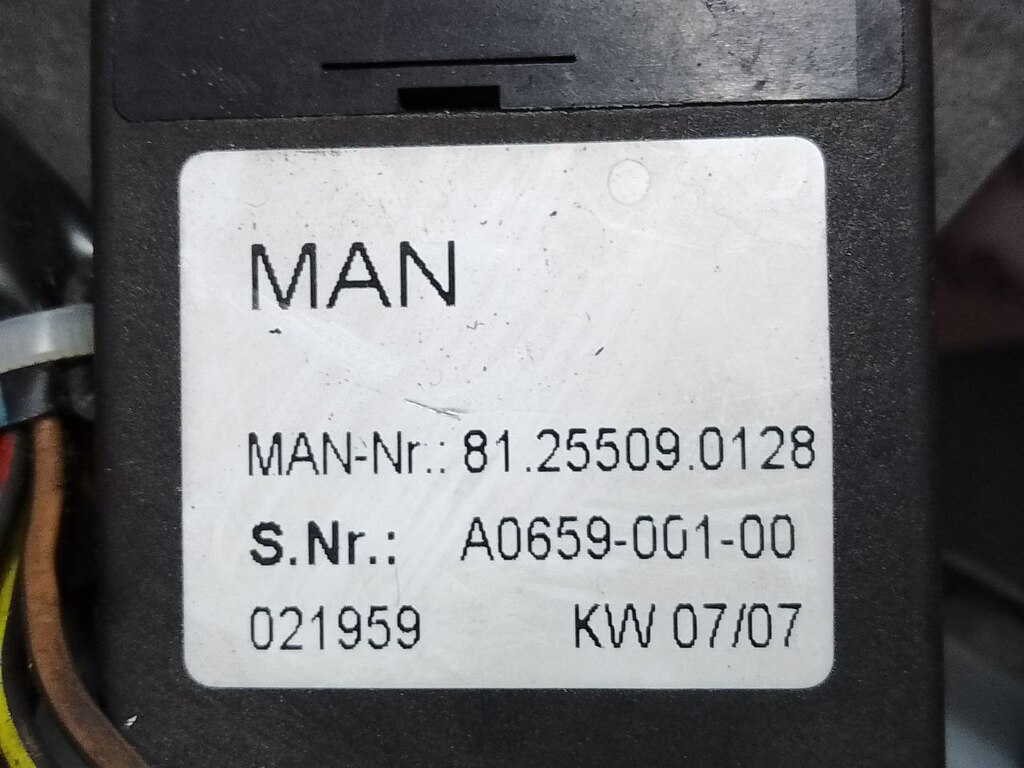 MAN
MAN-Nr.: 81.25509.0128
S.Nr.: A0659-001-00
021959 KW 07/07